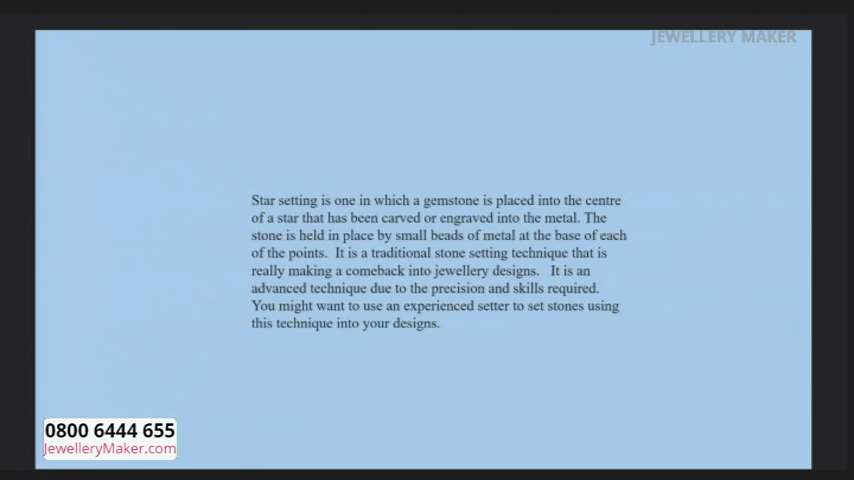 JEWELLERY MAKER
Star setting is one in which a gemstone is placed into the centre
of a star that has been carved or engraved into the metal. The
stone is held in place by small beads of metal at the base of each
of the points.  It is a traditional stone setting technique that is
really making a comeback into jewellery designs.   It is an
advanced technique due to the precision and skills required.
You might want to use an experienced setter to set stones using
this technique into your designs.
0800 6444 655
JewelleryMaker.com